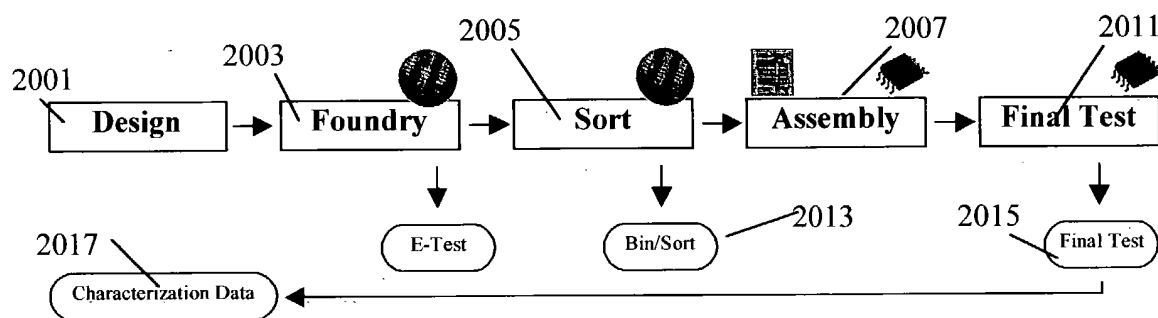 2001
2003
2005
2007
2011
Design
Foundry
Sort
Assembly
Final Test
E-Test
Bin/Sort
2013
2015
Final Test
2017
Characterization Data